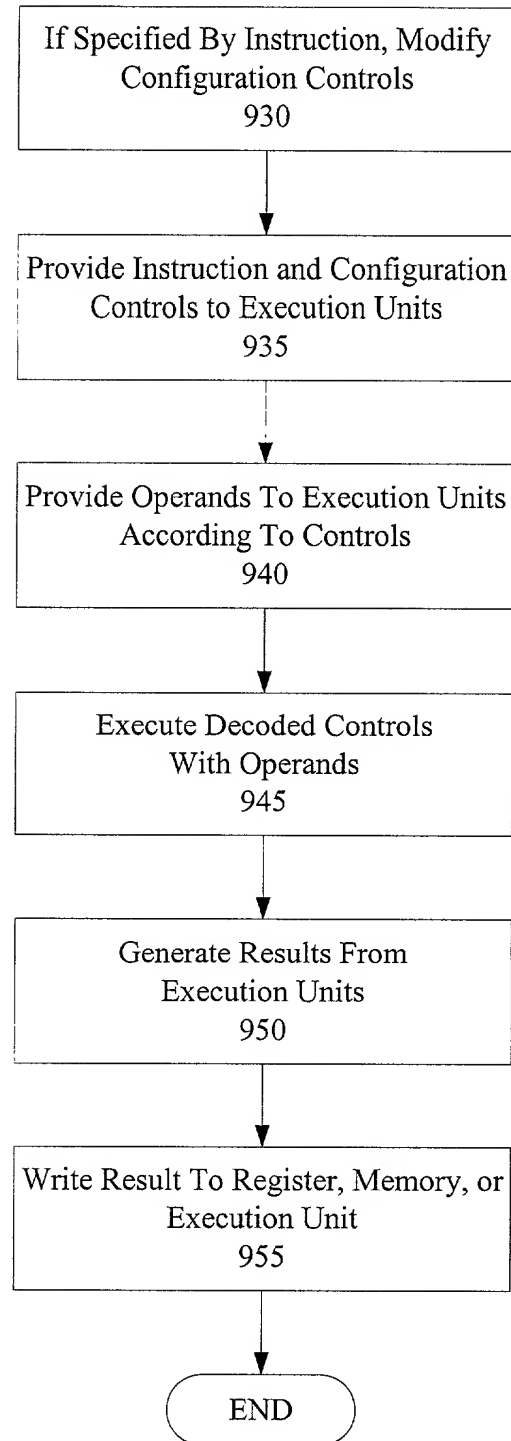 If Specified By Instruction, Modify
Configuration Controls
930
Provide Instruction and Configuration
Controls to Execution Units
935
Provide Operands To Execution Units
According To Controls
940
Execute Decoded Controls
With Operands
945
Generate Results From
Execution Units
950
Write Result To Register, Memory, or
Execution Unit
955
END